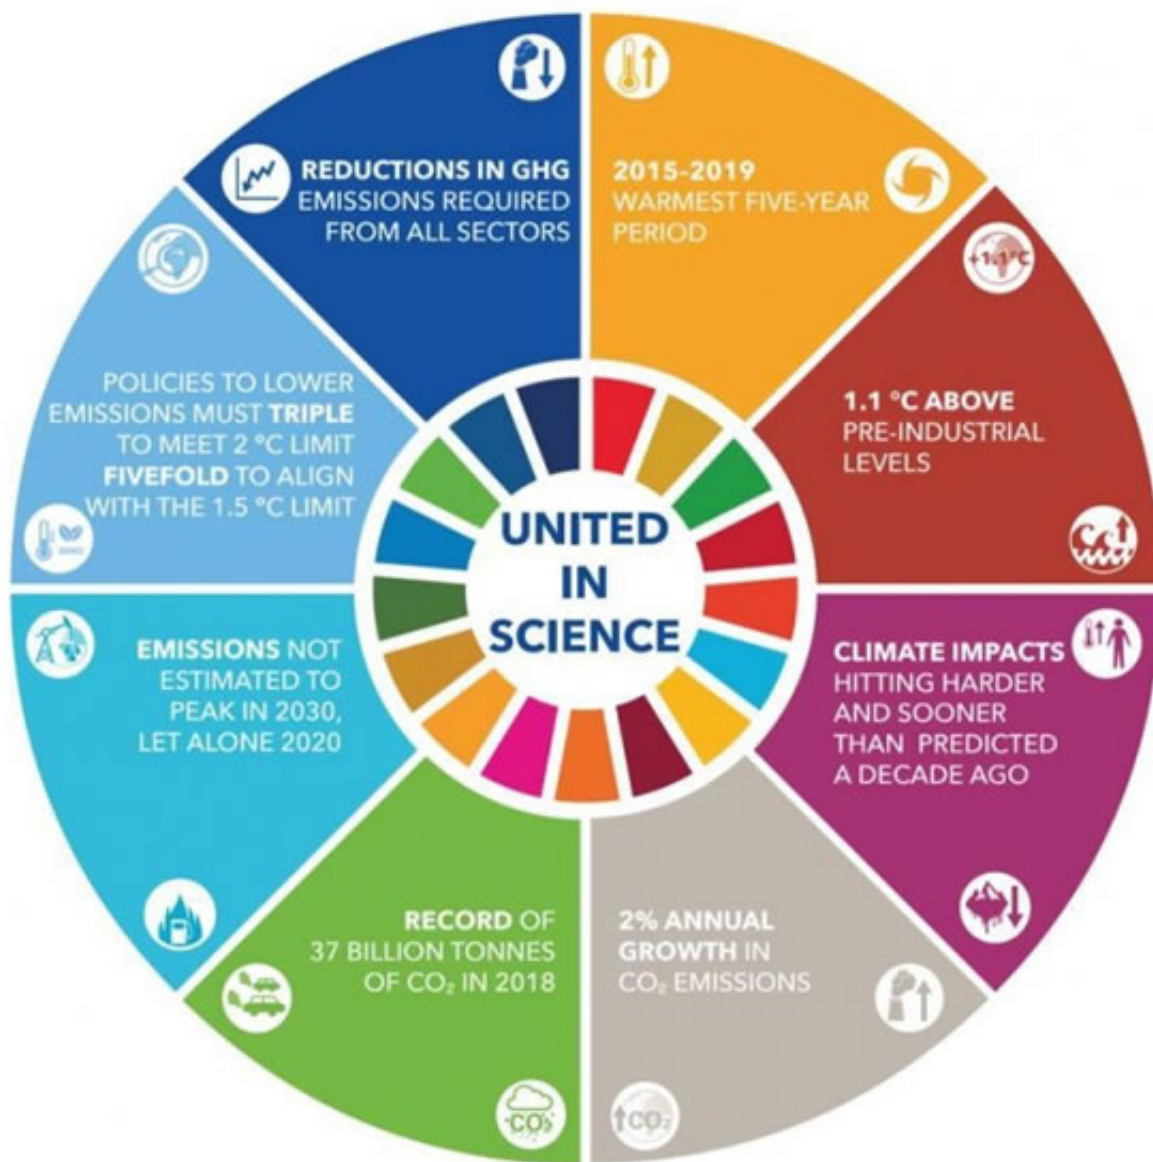 REDUCTIONS IN GHG
EMISSIONS REQUIRED
FROM ALL SECTORS
2015-2019
WARMEST FIVE-YEAR
PERIOD
+1.1°C
1.1 °C ABOVE
PRE-INDUSTRIAL
LEVELS
CLIMATE IMPACTS
HITTING HARDER
AND SOONER
THAN PREDICTED
A DECADE AGO
2% ANNUAL
GROWTH IN
CO₂ EMISSIONS
CO₂
RECORD OF
37 BILLION TONNES
OF CO₂ IN 2018
CO₂
EMISSIONS NOT
ESTIMATED TO
PEAK IN 2030,
LET ALONE 2020
POLICIES TO LOWER
EMISSIONS MUST TRIPLE
TO MEET 2 °C LIMIT
FIVEFOLD TO ALIGN
WITH THE 1.5 °C LIMIT
UNITED
IN
SCIENCE